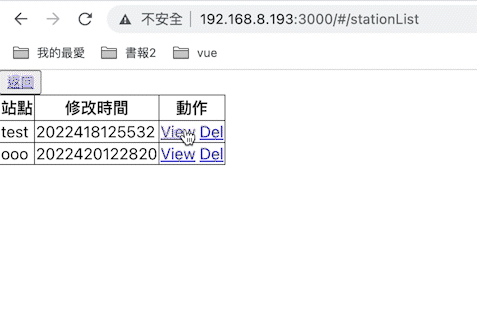 不安全 192.168.8.193:3000/#/stationList
我的最愛 書報2 vue
返回
站點 修改時間 動作
test 2022418125532 View Del
ooo 2022420122820 View Del